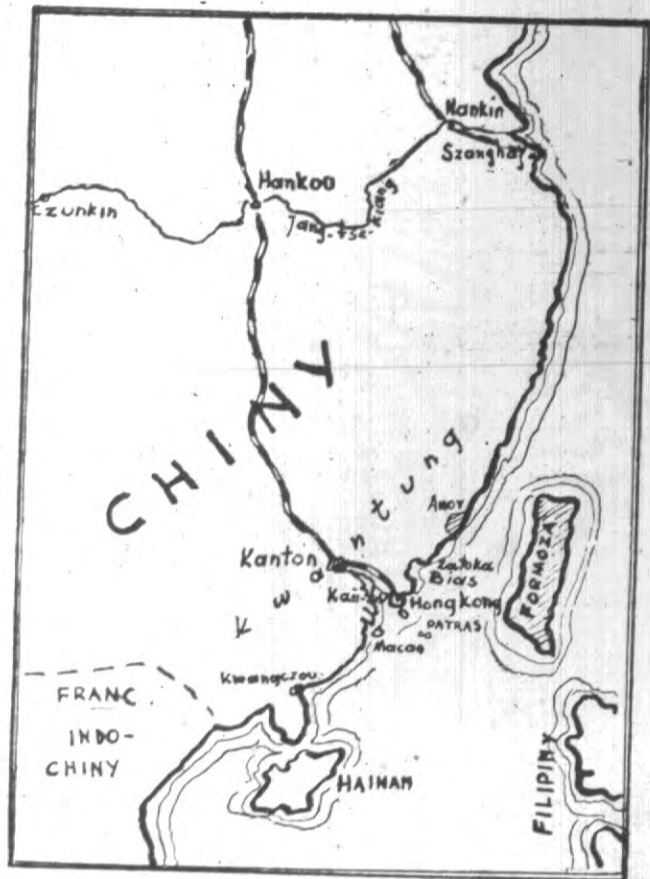 Nankin
Szanghaj
Hankoo
Czunkin
Jang-tse-Kiang
CHINY
Kwantung
Amoy
Kanton
Zatoka
Bias
FORMOZA
Hongkong
PATRAS
Macao
Kwangczou
FRANC
INDO-
CHINY
HAINAN
FILIPINY